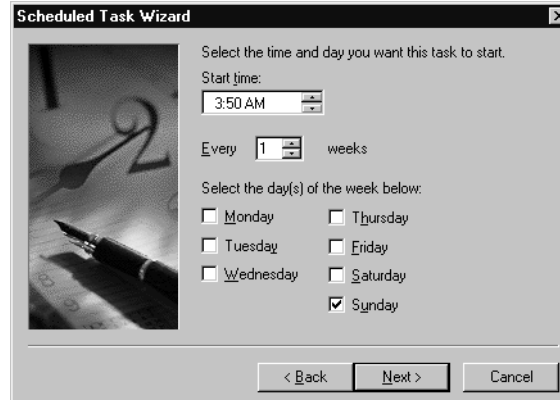 Scheduled Task Wizard
Select the time and day you want this task to start.
Start time:
3:50 AM
Every 1 weeks
Select the day(s) of the week below:
Monday Thursday
Tuesday Friday
Wednesday Saturday
Sunday
< Back Next > Cancel